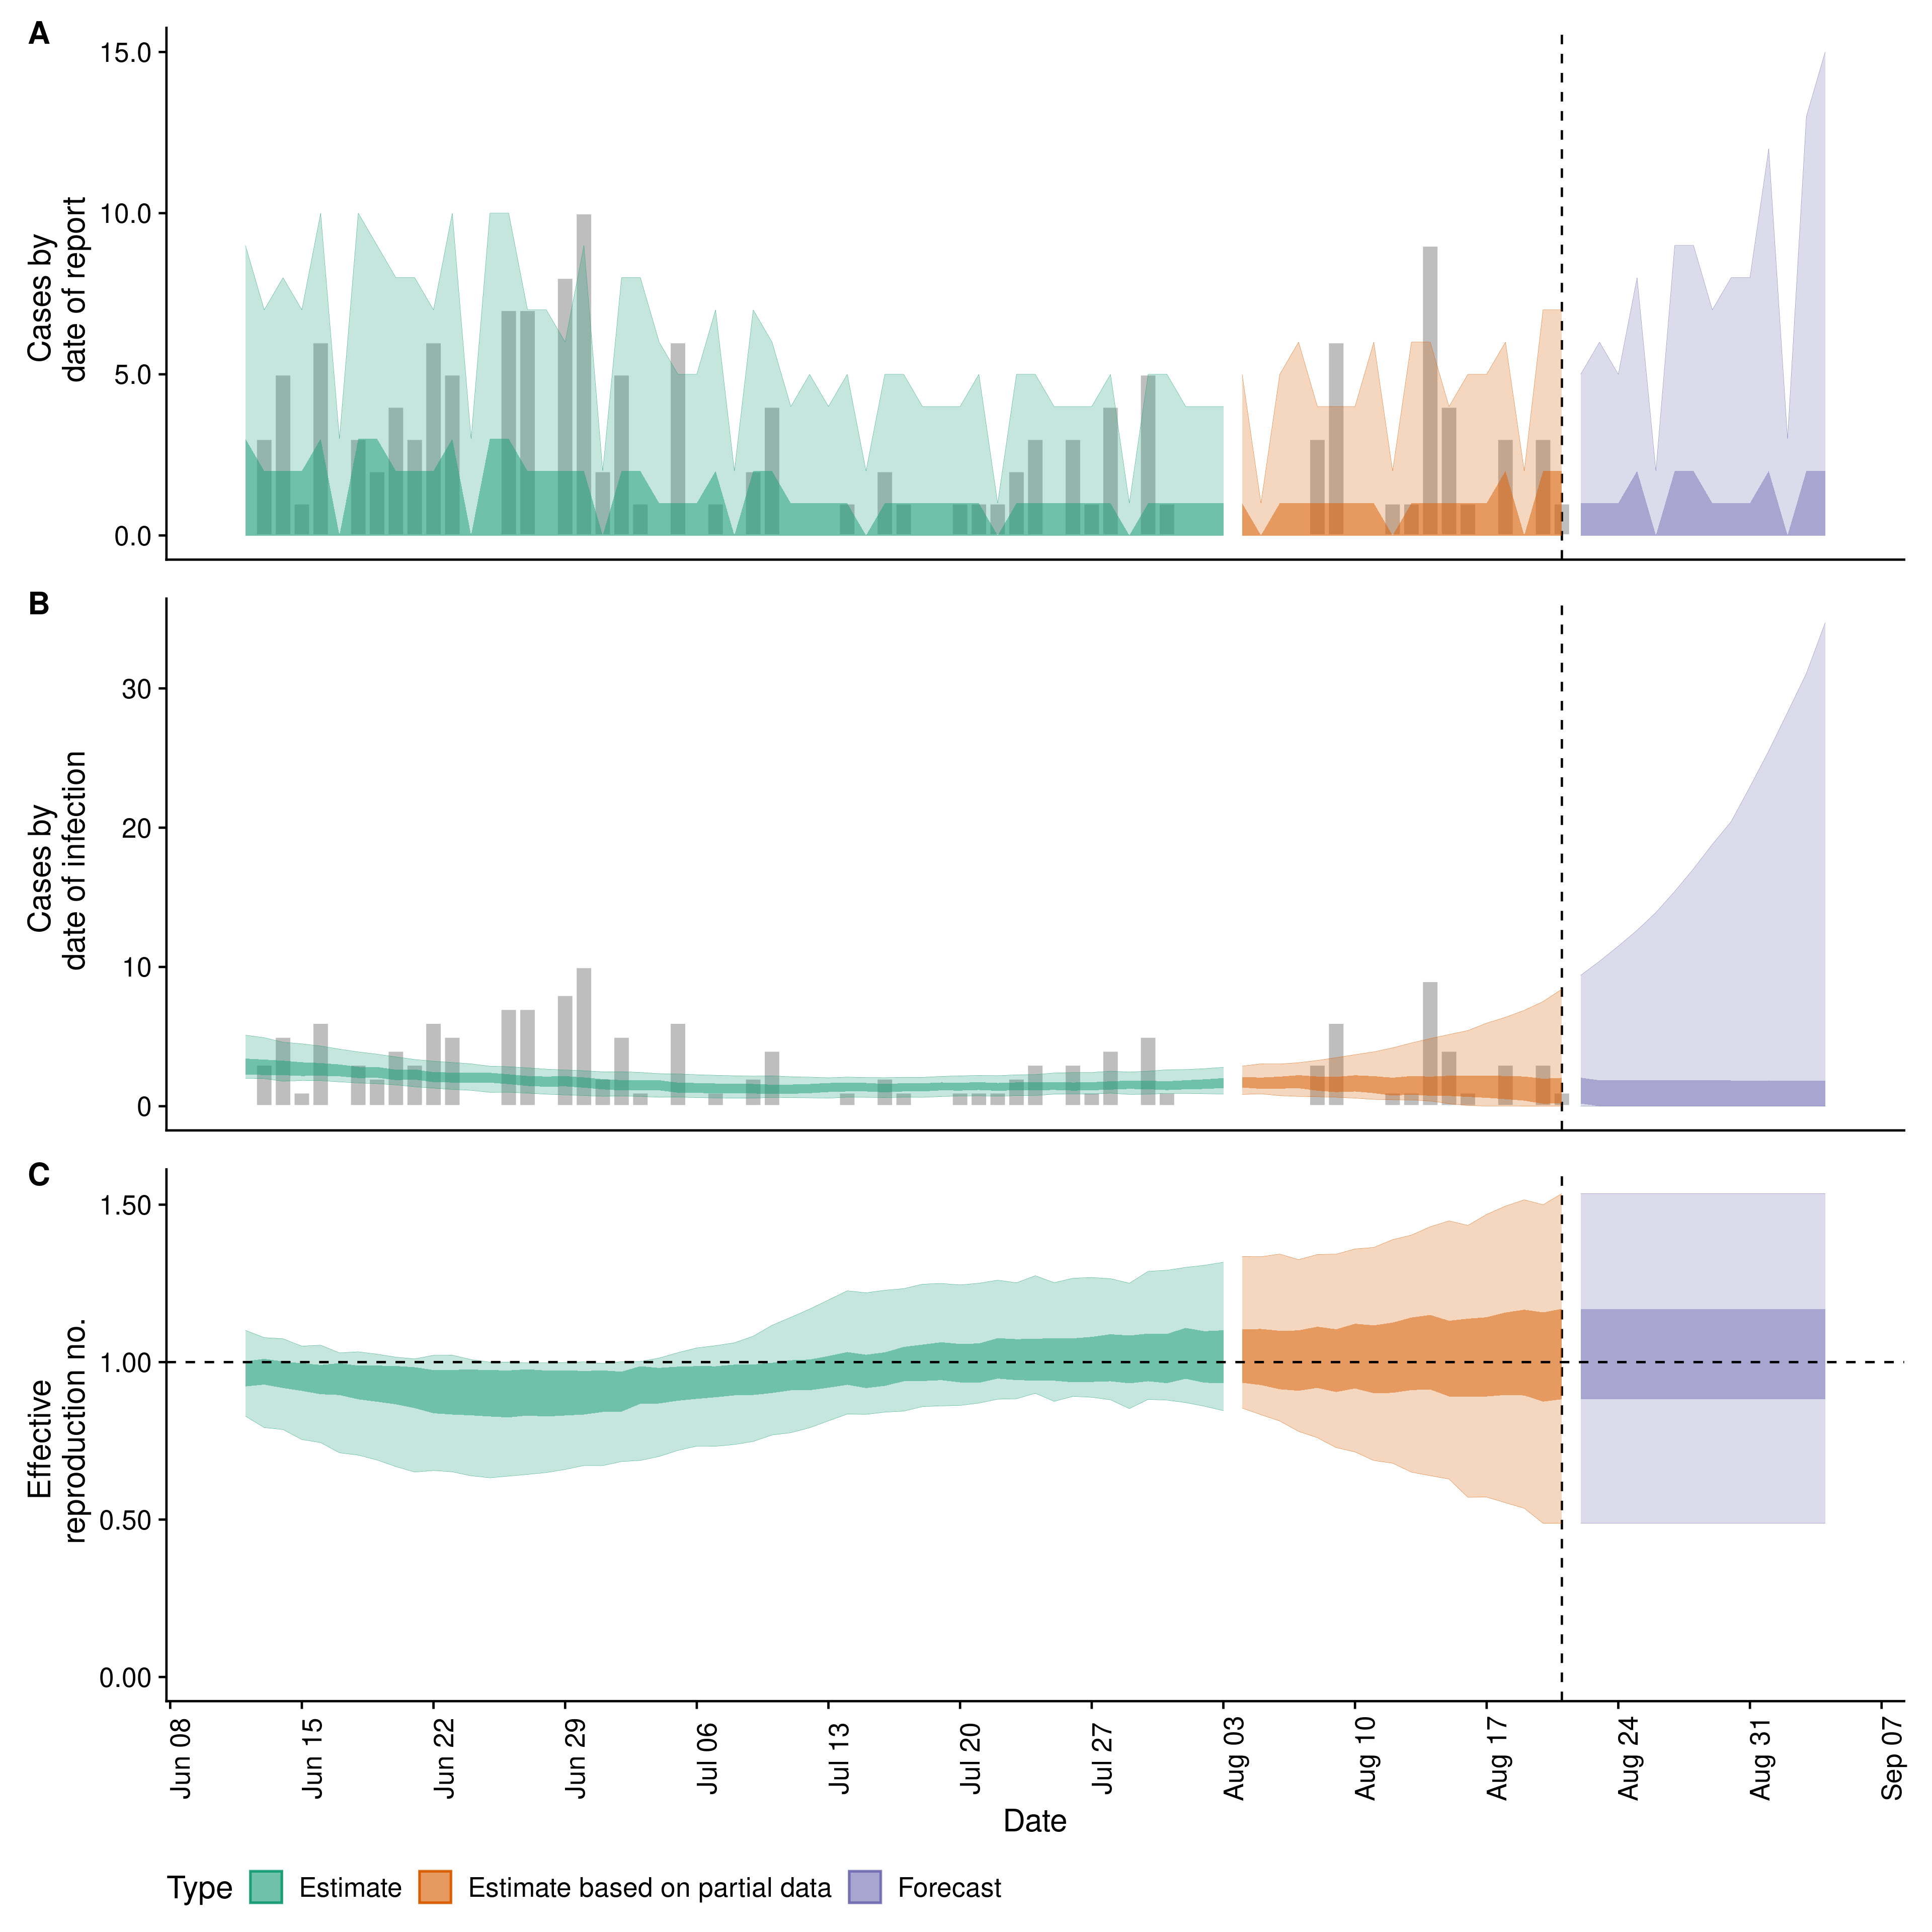 A
15.0
10.0
5.0
0.0
Cases by
date of report
B
30
20
10
0
Cases by
date of infection
C
1.50
1.00
0.50
0.00
Effective
reproduction no.
Jun 08
Jun 15
Jun 22
Jun 29
Jul 06
Jul 13
Jul 20
Jul 27
Aug 03
Aug 10
Aug 17
Aug 24
Aug 31
Sep 07
Date
Type Estimate Estimate based on partial data Forecast